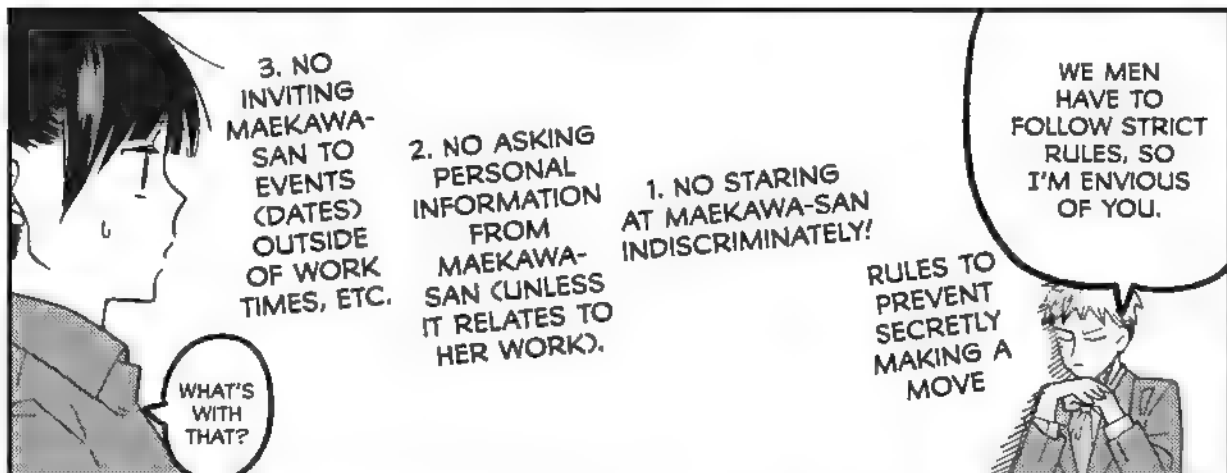 WE MEN
HAVE TO
FOLLOW STRICT
RULES, SO
I'M ENVIOUS
OF YOU.
RULES TO
PREVENT
SECRETLY
MAKING A
MOVE
1. NO STARING
AT MAEKAWA-SAN
INDISCRIMINATELY!
2. NO ASKING
PERSONAL
INFORMATION
FROM
MAEKAWA-
SAN (UNLESS
IT RELATES TO
HER WORK).
3. NO
INVITING
MAEKAWA-
SAN TO
EVENTS
(DATES)
OUTSIDE
OF WORK
TIMES, ETC.
WHAT'S
WITH
THAT?